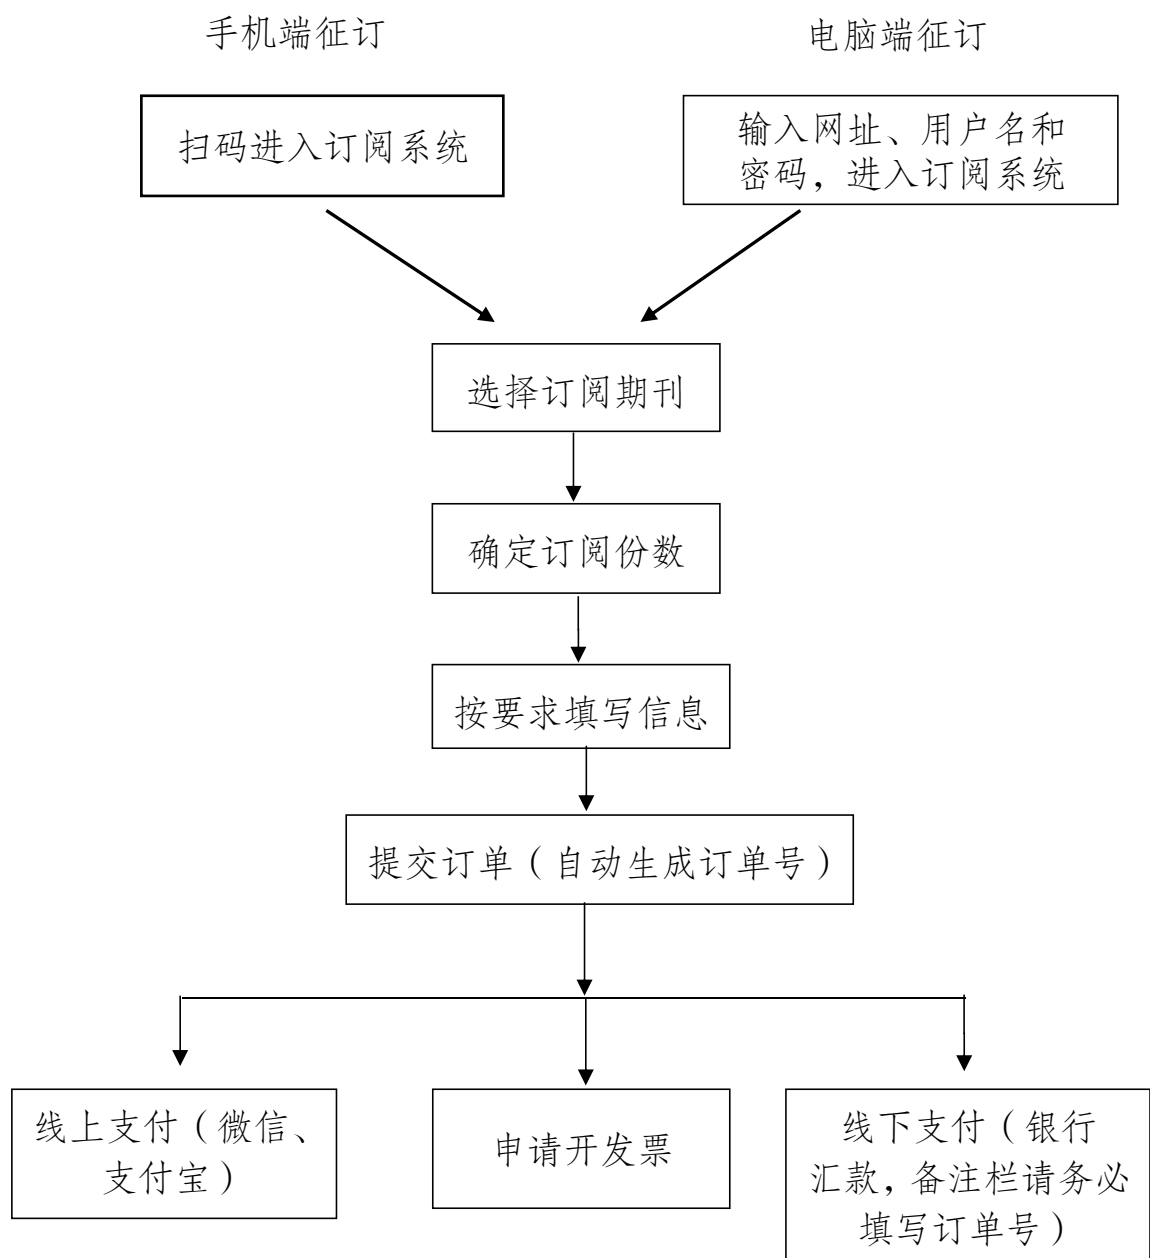 手机端征订
电脑端征订
扫码进入订阅系统
输入网址、用户名和
密码，进入订阅系统
选择订阅期刊
确定订阅份数
按要求填写信息
提交订单（自动生成订单号）
线上支付（微信、
支付宝）
申请开发票
线下支付（银行
汇款，备注栏请务必
填写订单号）